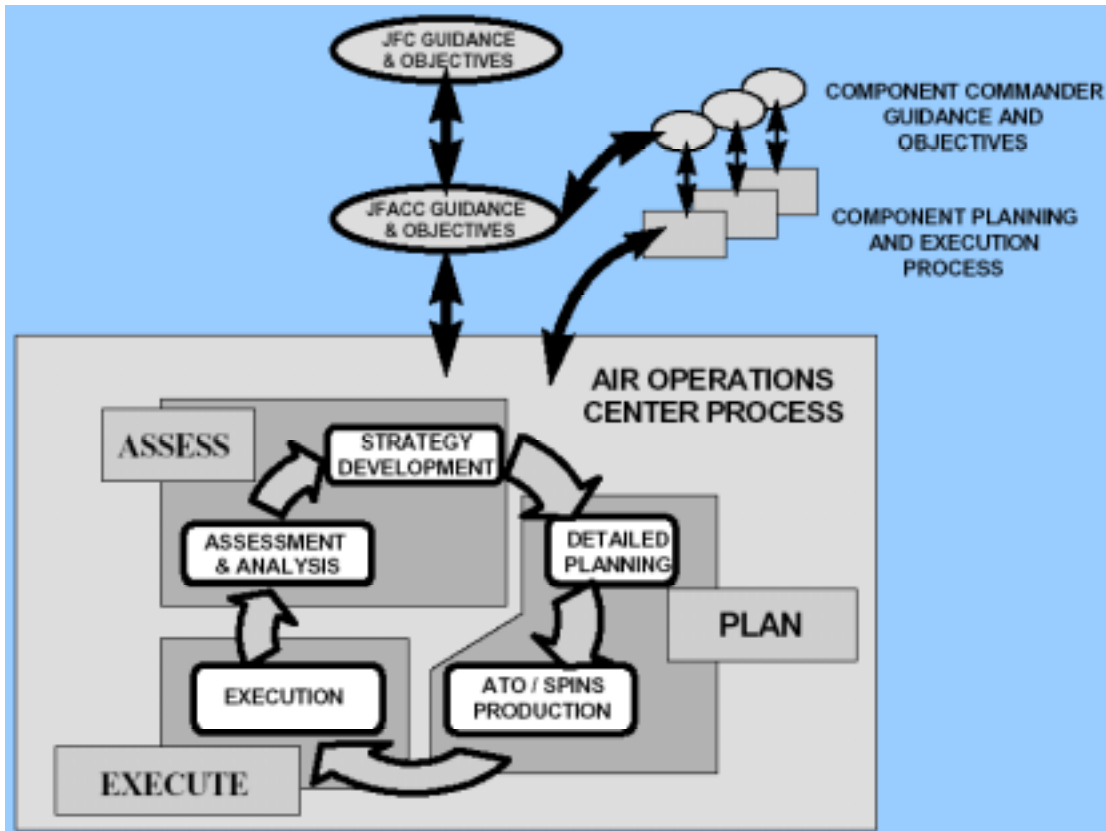 JFC GUIDANCE
& OBJECTIVES
COMPONENT COMMANDER
GUIDANCE AND
OBJECTIVES
JFACC GUIDANCE
& OBJECTIVES
COMPONENT PLANNING
AND EXECUTION
PROCESS
AIR OPERATIONS
CENTER PROCESS
ASSESS
STRATEGY
DEVELOPMENT
ASSESSMENT
& ANALYSIS
DETAILED
PLANNING
PLAN
EXECUTION
ATO / SPINS
PRODUCTION
EXECUTE